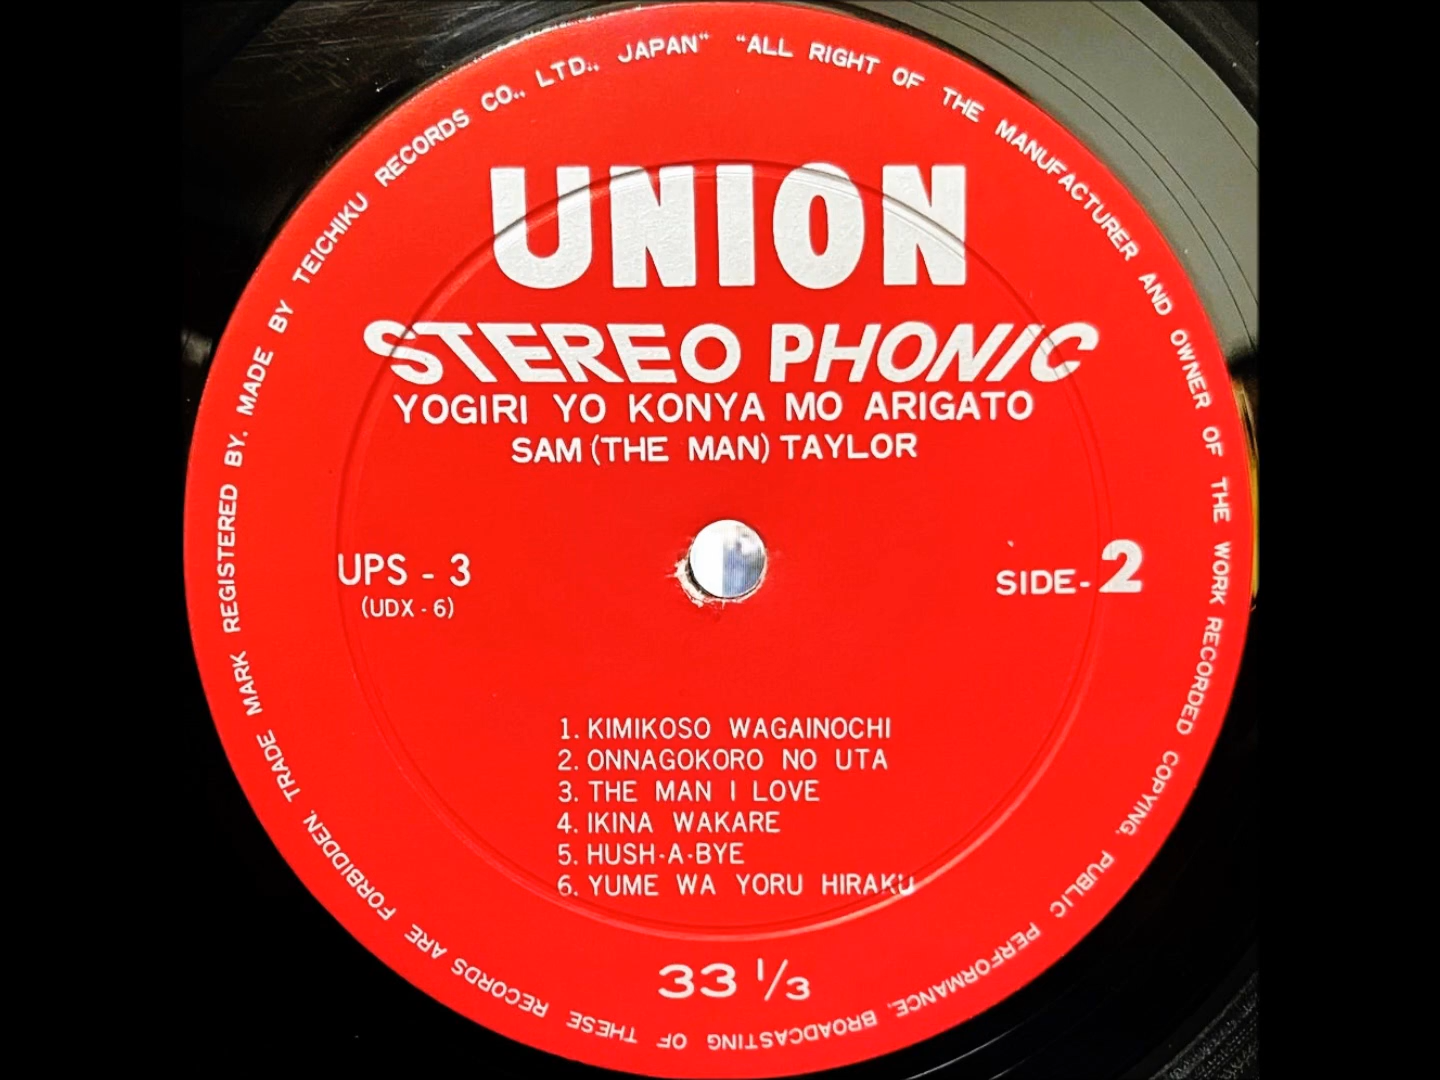 "ALL RIGHT OF THE MANUFACTURER AND OWNER OF THE WORK RECORDED COPYING, PUBLIC PERFORMANCE, BROADCASTING OF THESE RECORDS ARE FORBIDDEN, TRADE MARK REGISTERED BY. MADE BY TEICHIKU RECORDS CO., LTD., JAPAN"
UNION
STEREO PHONIC
YOGIRI YO KONYA MO ARIGATO
SAM (THE MAN) TAYLOR
UPS - 3
(UDX - 6)
SIDE-2
1. KIMIKOSO WAGAINOCHI
2. ONNAGOKORO NO UTA
3. THE MAN I LOVE
4. IKINA WAKARE
5. HUSH-A-BYE
6. YUME WA YORU HIRAKU
33 1/3